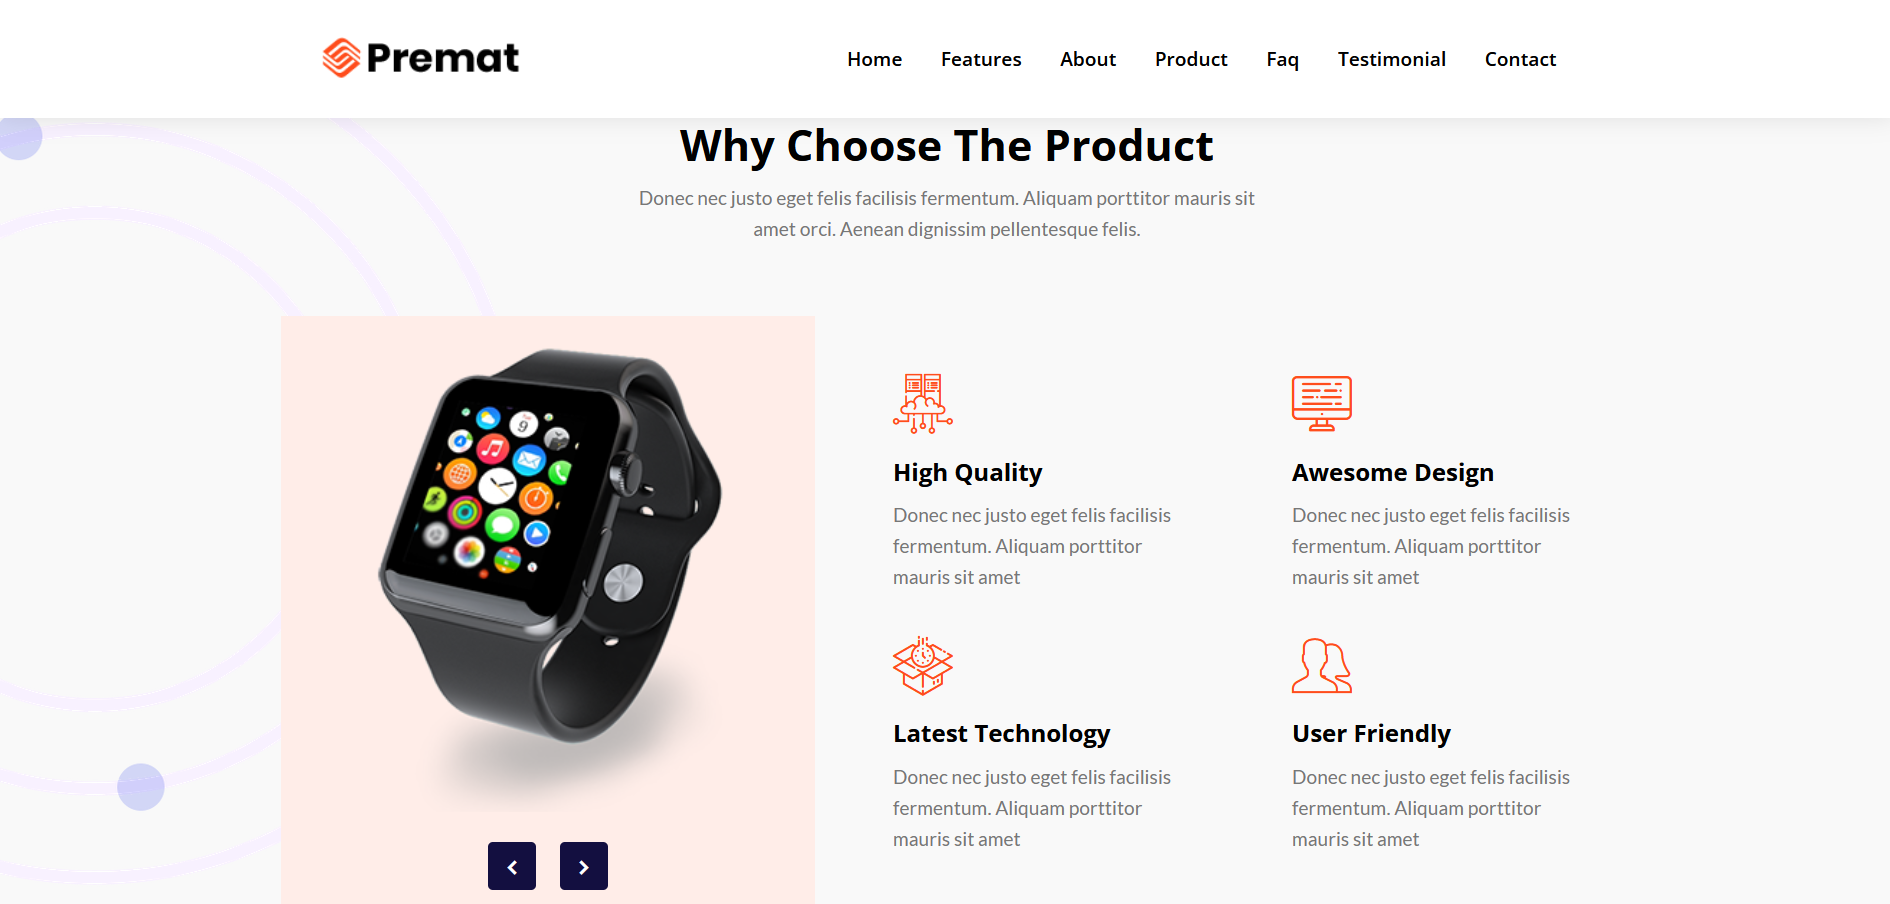 Premat
Home Features About Product Faq Testimonial Contact
Why Choose The Product
Donec nec justo eget felis facilisis fermentum. Aliquam porttitor mauris sit
amet orci. Aenean dignissim pellentesque felis.
9
High Quality
Donec nec justo eget felis facilisis
fermentum. Aliquam porttitor
mauris sit amet
Awesome Design
Donec nec justo eget felis facilisis
fermentum. Aliquam porttitor
mauris sit amet
Latest Technology
Donec nec justo eget felis facilisis
fermentum. Aliquam porttitor
mauris sit amet
User Friendly
Donec nec justo eget felis facilisis
fermentum. Aliquam porttitor
mauris sit amet